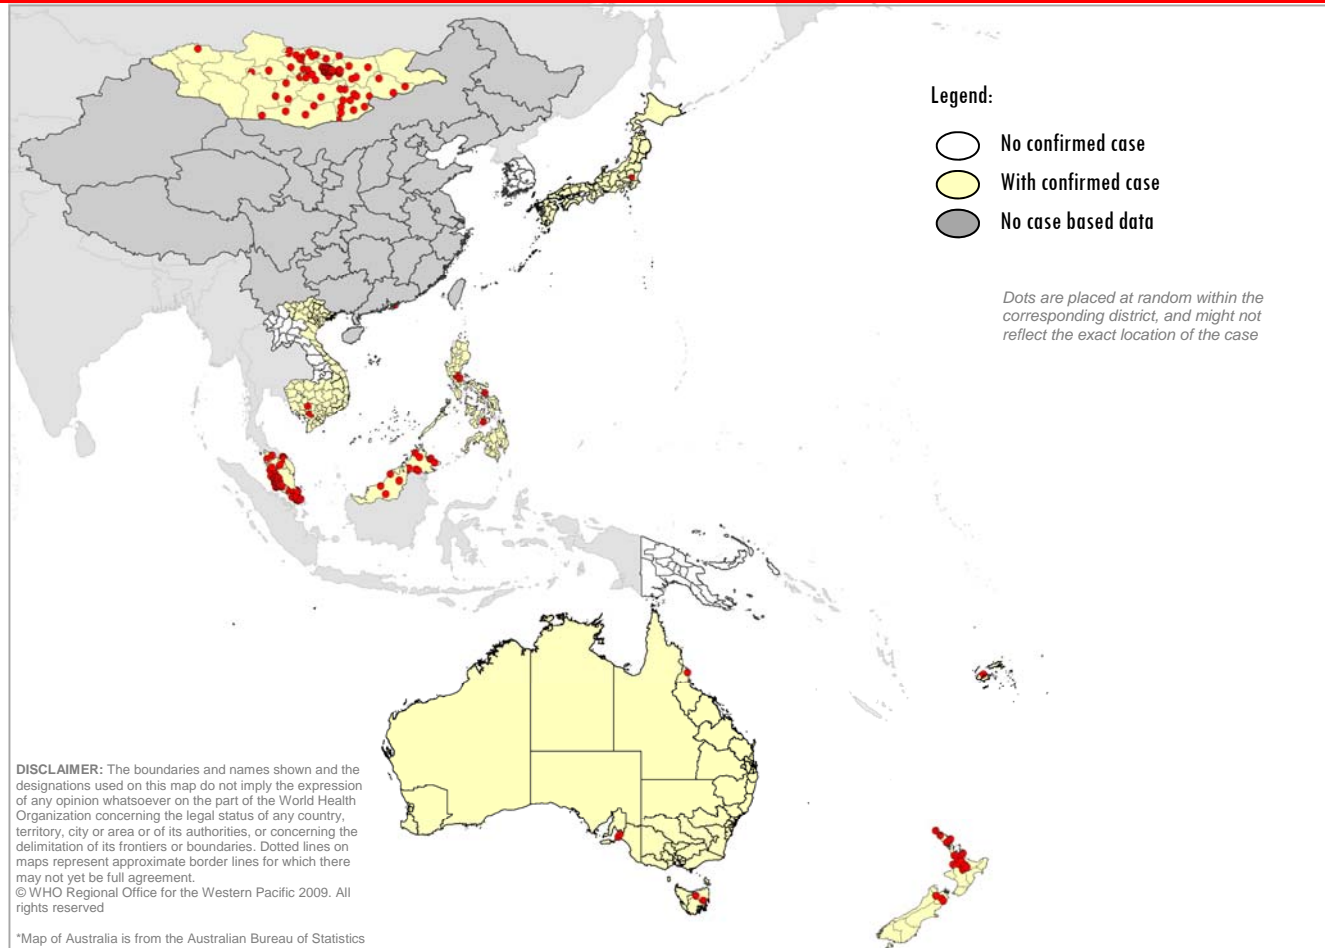 Legend:
No confirmed case
With confirmed case
No case based data
Dots are placed at random within the
corresponding district, and might not
reflect the exact location of the case
DISCLAIMER: The boundaries and names shown and the
designations used on this map do not imply the expression
of any opinion whatsoever on the part of the World Health
Organization concerning the legal status of any country,
territory, city or area or of its authorities, or concerning the
delimitation of its frontiers or boundaries. Dotted lines on
maps represent approximate border lines for which there
may not yet be full agreement.
© WHO Regional Office for the Western Pacific 2009. All
rights reserved
*Map of Australia is from the Australian Bureau of Statistics